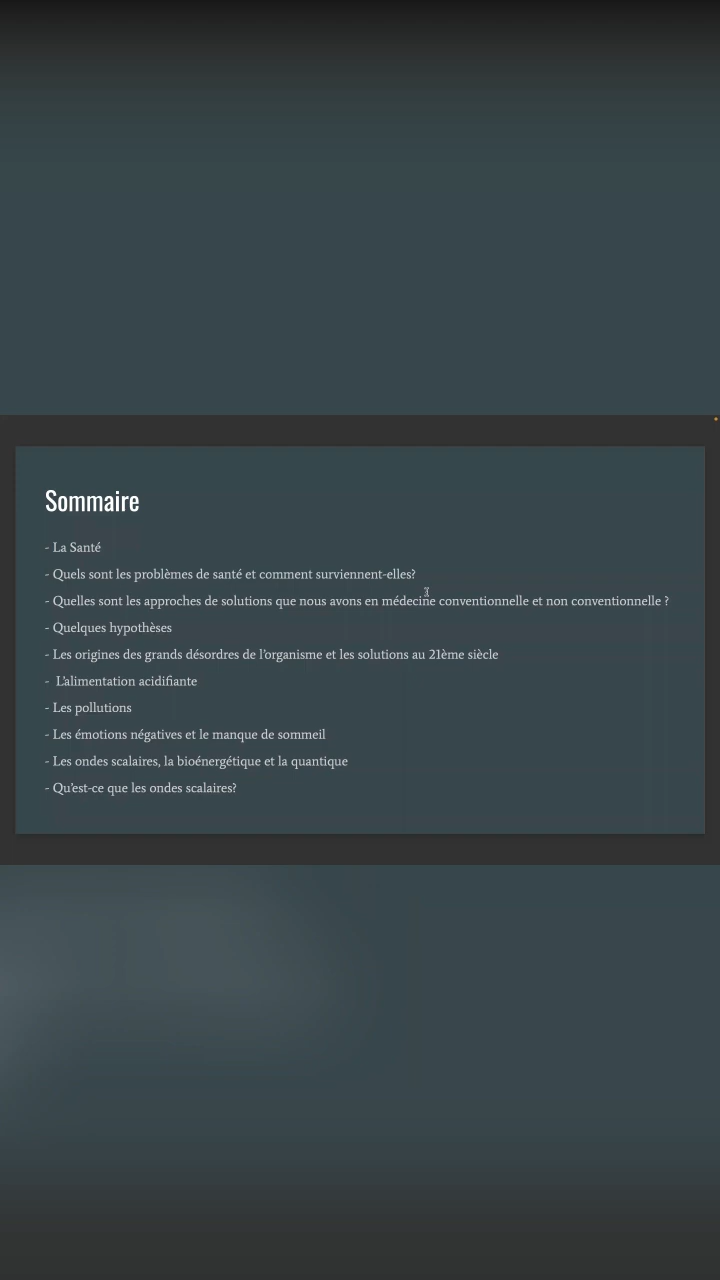 Sommaire
- La Santé
- Quels sont les problèmes de santé et comment surviennent-elles?
- Quelles sont les approches de solutions que nous avons en médecine conventionnelle et non conventionnelle ?
- Quelques hypothèses
- Les origines des grands désordres de l'organisme et les solutions au 21ème siècle
- L'alimentation acidifiante
- Les pollutions
- Les émotions négatives et le manque de sommeil
- Les ondes scalaires, la bioénergétique et la quantique
- Qu'est-ce que les ondes scalaires?